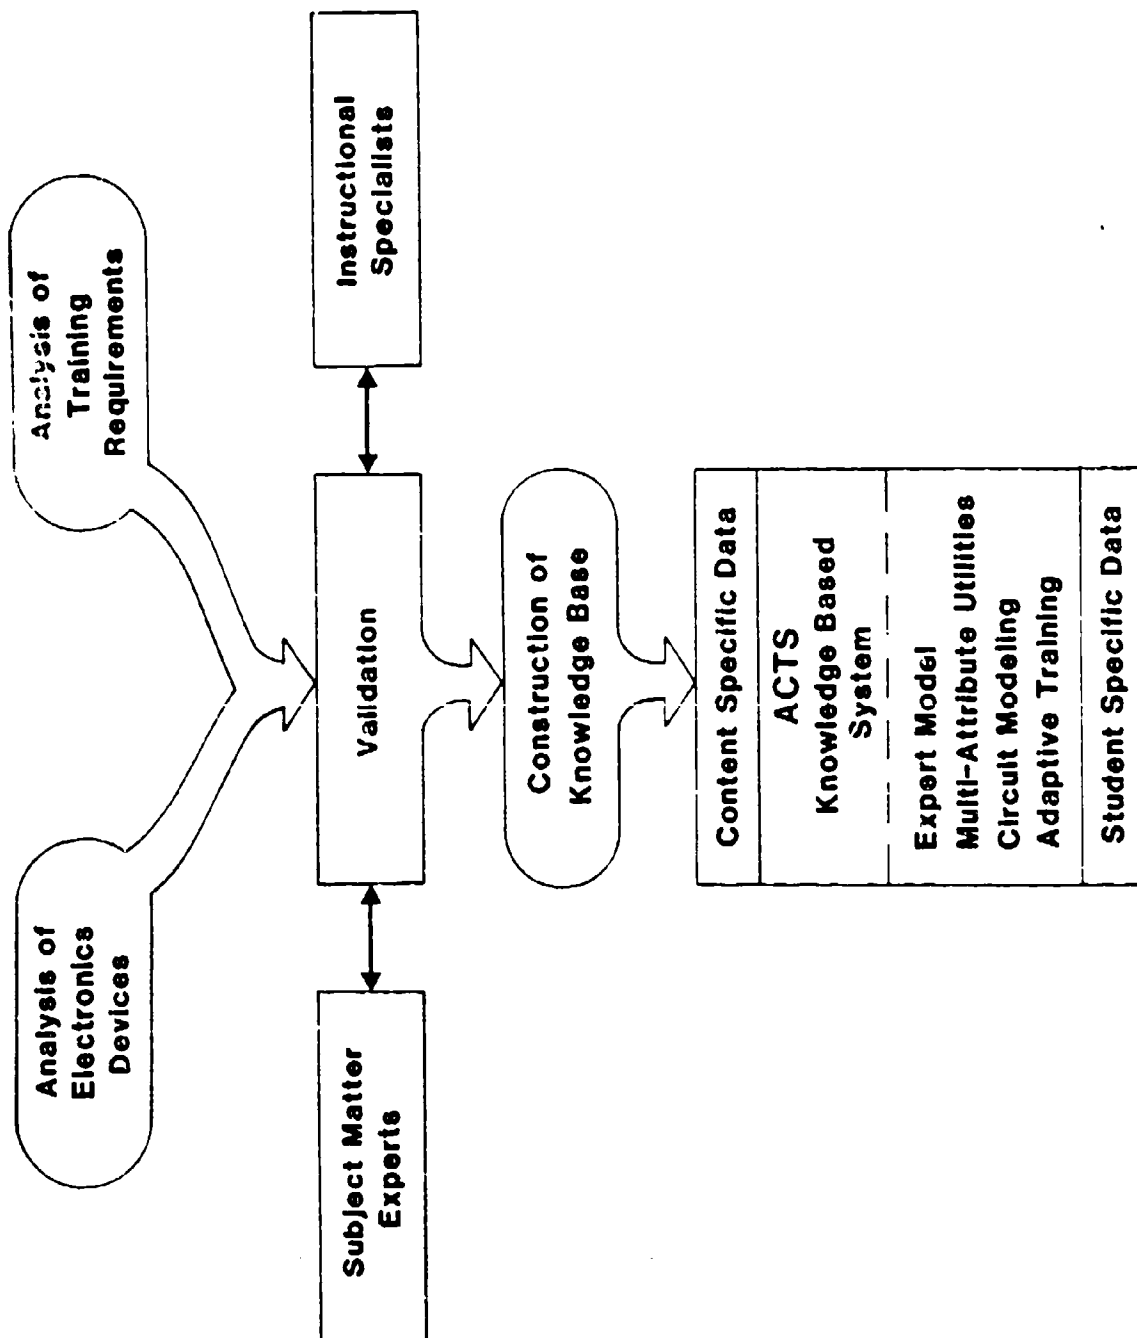 Analysis of
Electronics
Devices
Analysis of
Training
Requirements
Subject Matter
Experts
Validation
Instructional
Specialists
Construction of
Knowledge Base
Content Specific Data
ACTS
Knowledge Based
System
Expert Model
Multi-Attribute Utilities
Circuit Modeling
Adaptive Training
Student Specific Data